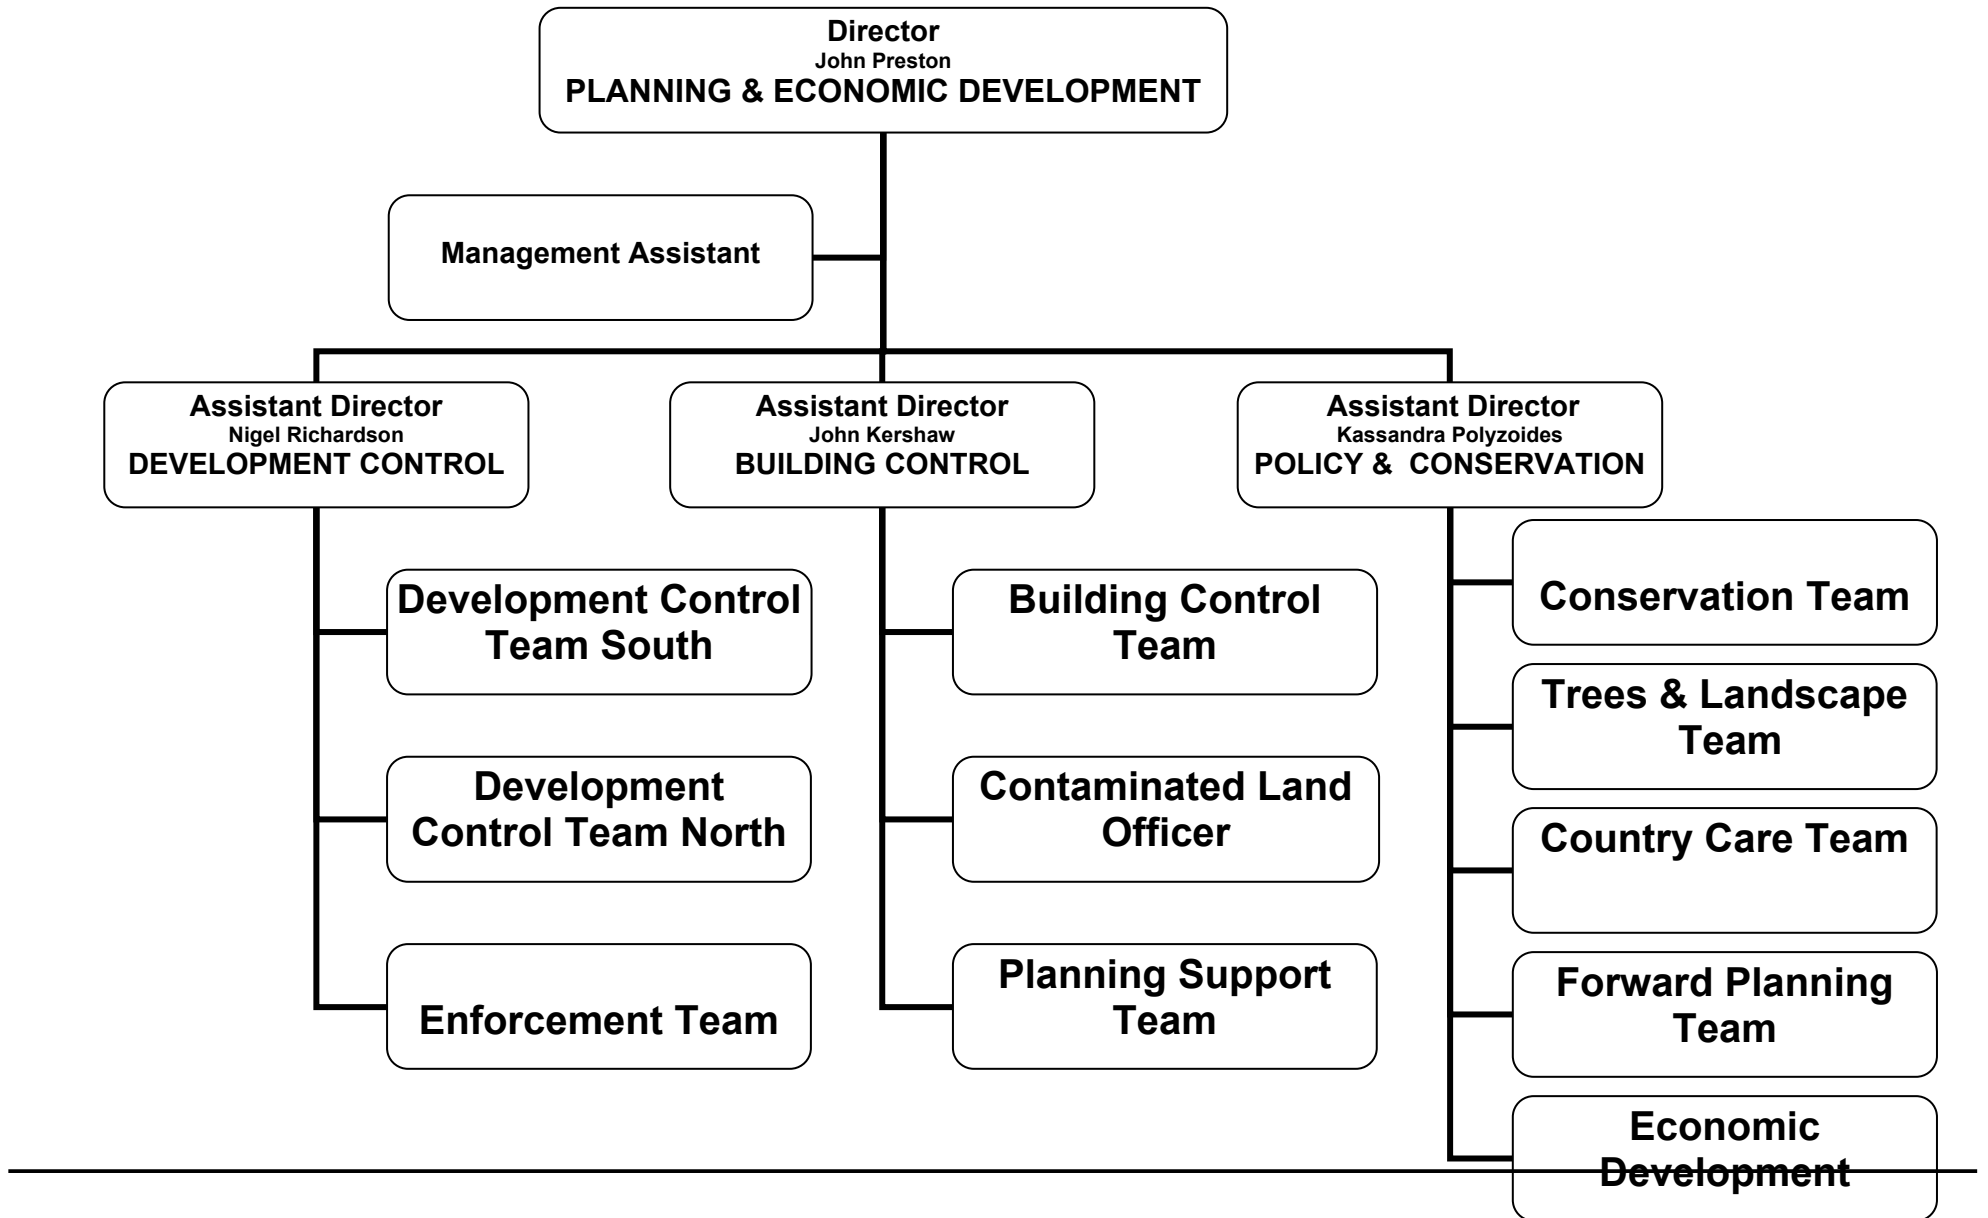 Director
John Preston
PLANNING & ECONOMIC DEVELOPMENT
Management Assistant
Assistant Director
Nigel Richardson
DEVELOPMENT CONTROL
Assistant Director
John Kershaw
BUILDING CONTROL
Assistant Director
Kassandra Polyzoides
POLICY & CONSERVATION
Development Control
Team South
Development
Control Team North
Enforcement Team
Building Control
Team
Contaminated Land
Officer
Planning Support
Team
Conservation Team
Trees & Landscape
Team
Country Care Team
Forward Planning
Team
Economic
Development